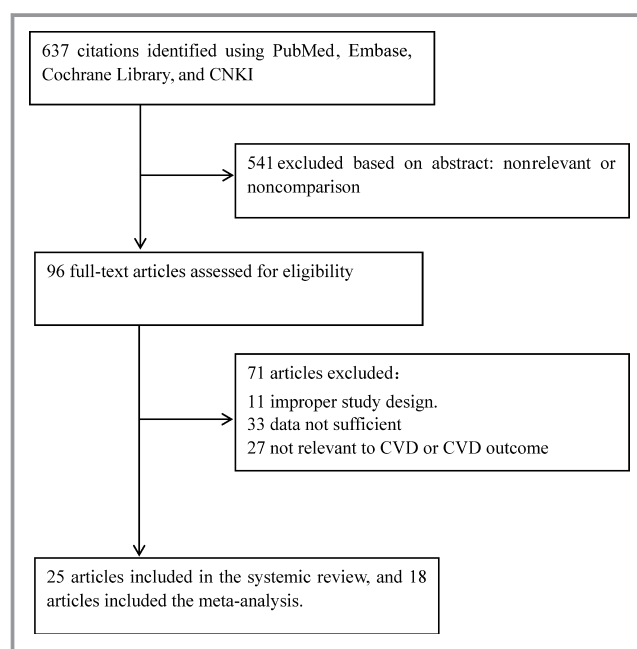 637 citations identified using PubMed, Embase,
Cochrane Library, and CNKI
541 excluded based on abstract: nonrelevant or
noncomparison
96 full-text articles assessed for eligibility
71 articles excluded:
11 improper study design.
33 data not sufficient
27 not relevant to CVD or CVD outcome
25 articles included in the systemic review, and 18
articles included the meta-analysis.